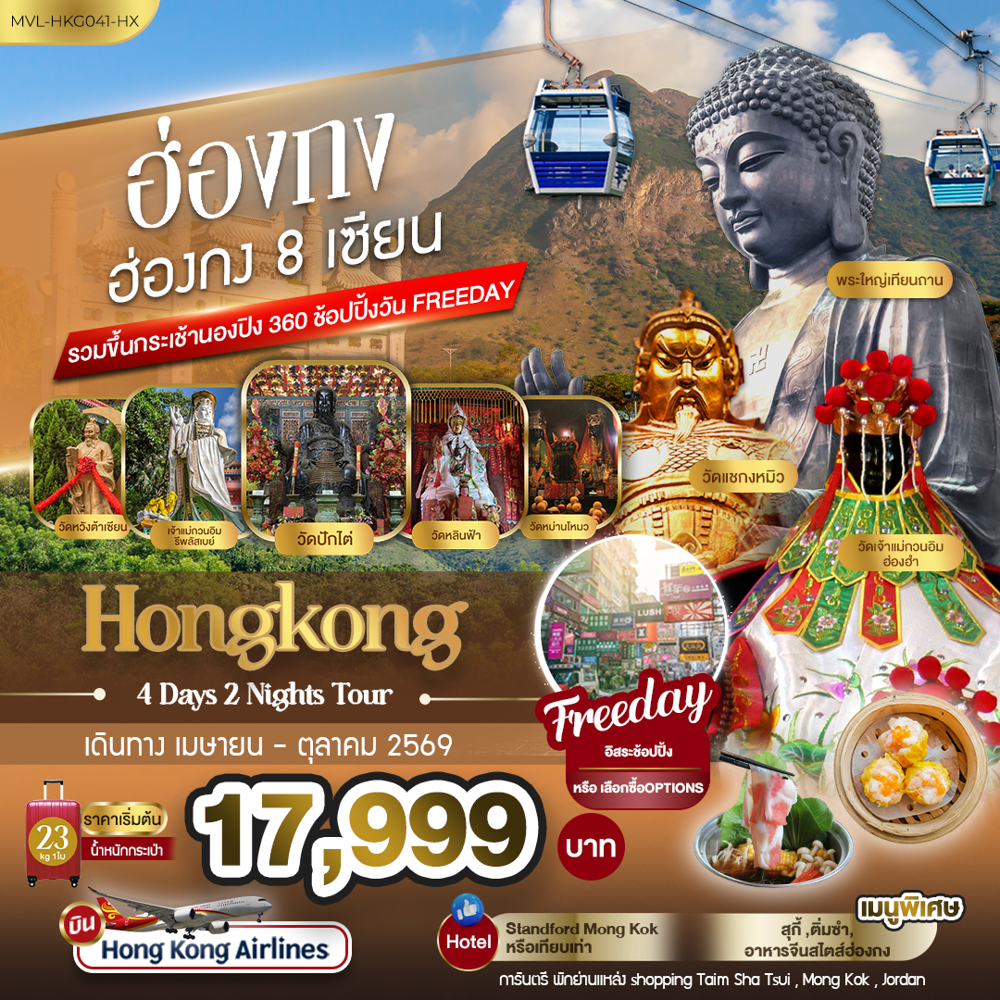 MVL-HKG041-HX
ฮ่องกง
ฮ่องกง 8 เซียน
รวมขึ้นกระเช้านองปิง 360 ช้อปปิ้งวัน FREEDAY
พระใหญ่เทียนถาน
วัดแชกงหมิว
วัดหวังต้าเซียน
เจ้าแม่กวนอิม
รีพลัสเบย์
วัดปักไต่
วัดหลินฟ้า
วัดหม่านโหมว
วัดเจ้าแม่กวนอิม
ฮ่องฮำ
LUSH
Hongkong
4 Days 2 Nights Tour
เดินทาง เมษายน - ตุลาคม 2569
Freeday
อิสระช้อปปิ้ง
หรือ เลือกซื้อOPTIONS
23
kg 1ใบ
ราคาเริ่มต้น
น้ำหนักกระเป๋า
17,999
บาท
บิน
Hong Kong Airlines
Hotel
Standford Mong Kok
หรือเทียบเท่า
เมนูพิเศษ
สุกี้ ,ติ่มซำ,
อาหารจีนสไตล์ฮ่องกง
การันตี พักย่านแหล่ง shopping Taim Sha Tsui , Mong Kok , Jordan